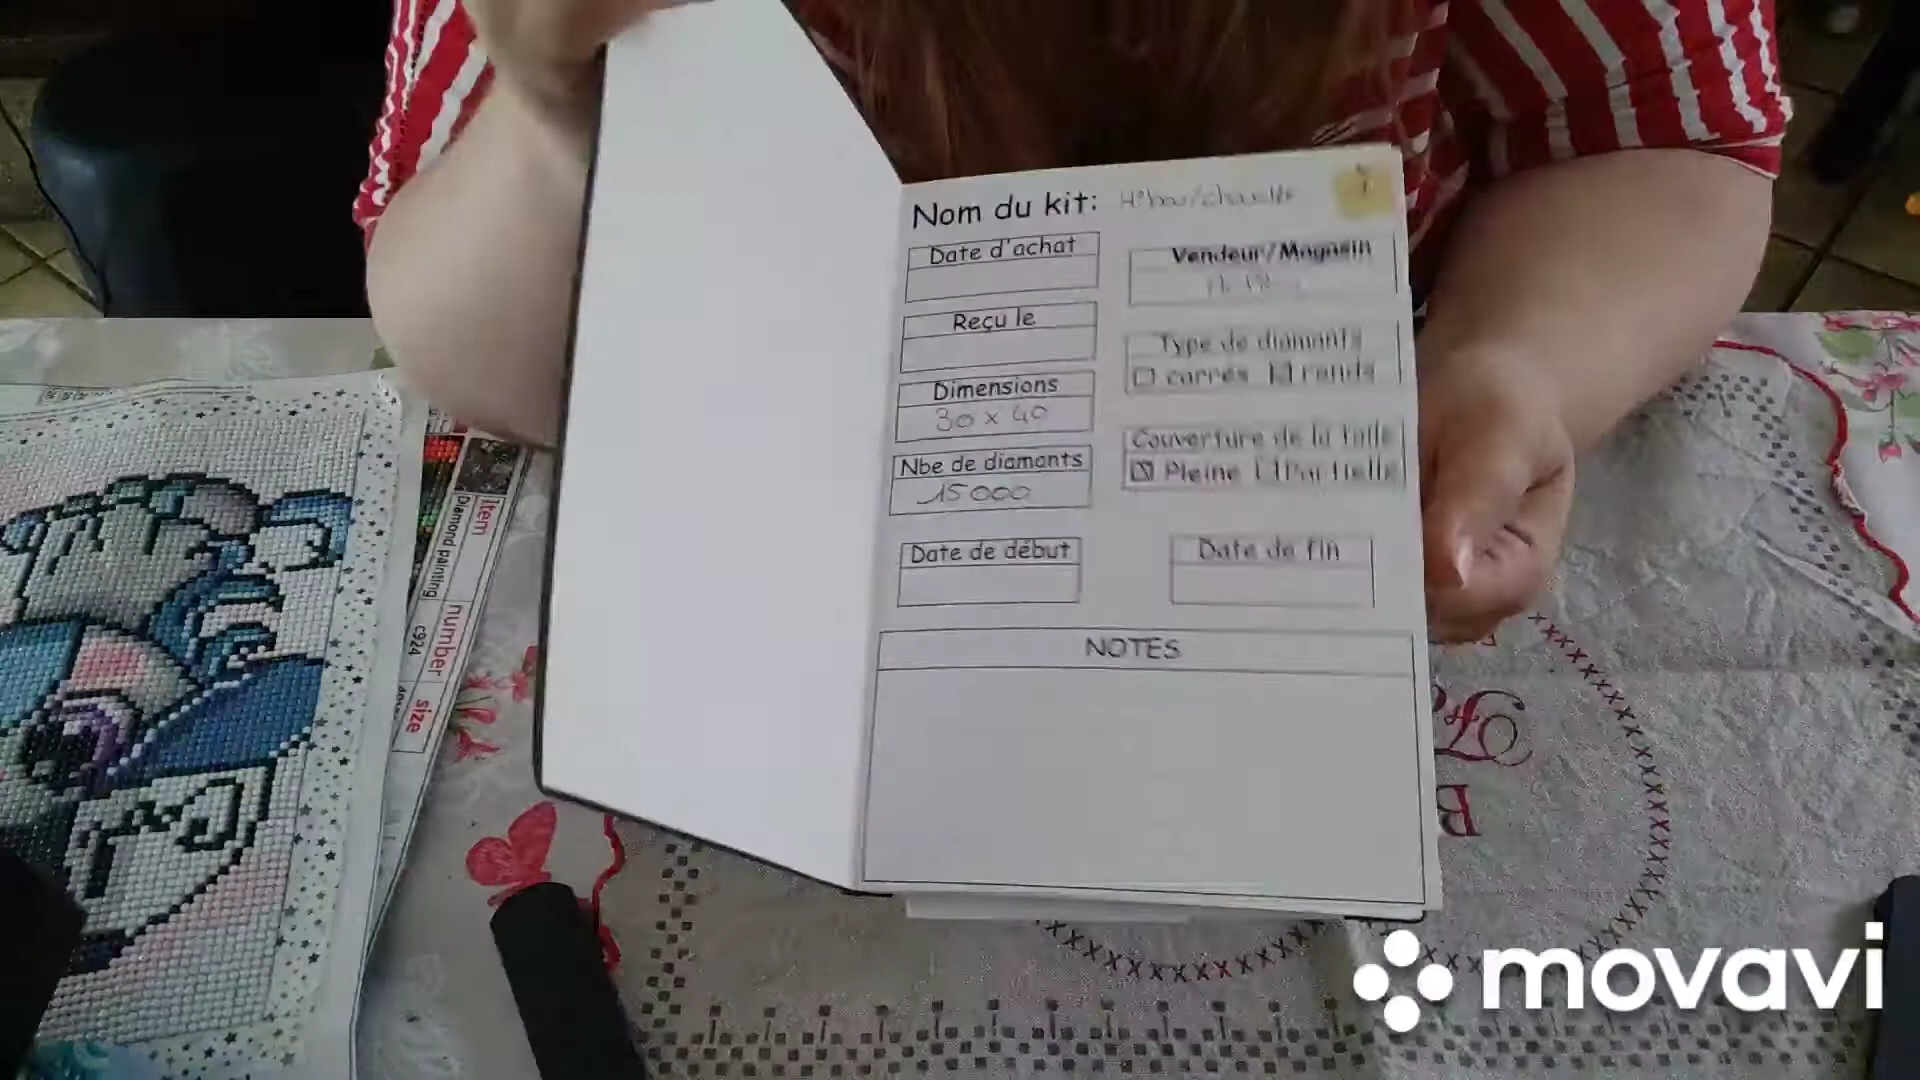 Nom du kit:
Date d'achat
Vendeur/Magasin
Reçu le
Type de diamants
carrés ronds
Dimensions
30 x 40
Couverture de la toile
Pleine Partielle
Nbe de diamants
15000
Date de début
Date de fin
NOTES
Item number size
Diamond painting c924
B
movavi